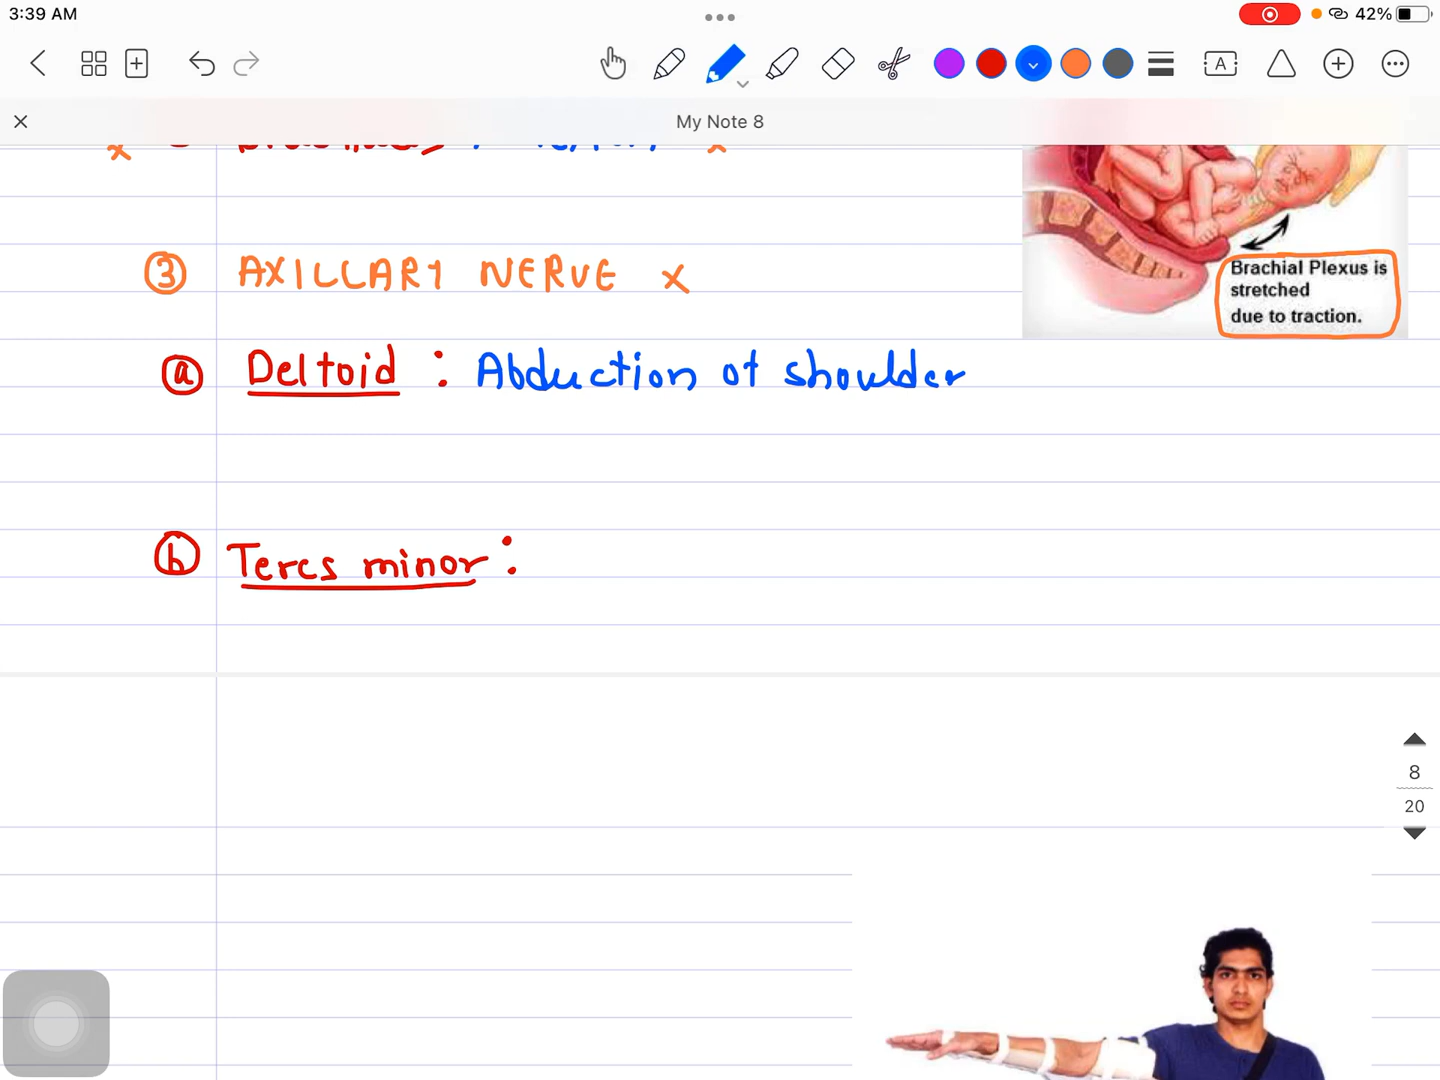 3:39 AM
42%
A
My Note 8
x
x
③ AXILLARY NERVE x
Brachial Plexus is
stretched
due to traction.
ⓐ Deltoid : Abduction of shoulder
ⓑ Teres minor :
8
20